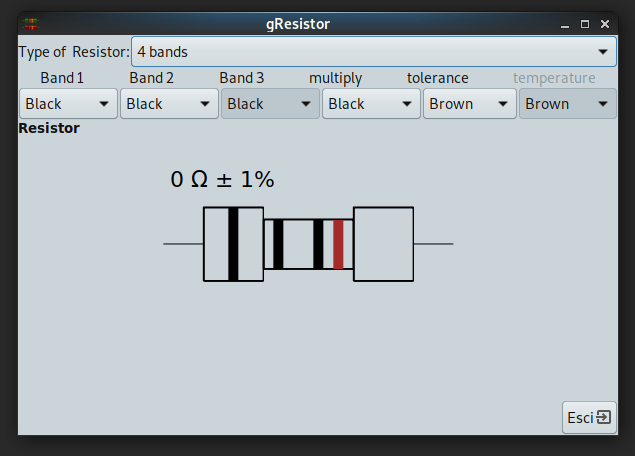 gResistor
Type of Resistor: 4 bands
Band 1 Band 2 Band 3 multiply tolerance temperature
Black Black Black Black Brown Brown
Resistor
0 Ω ± 1%
Esci